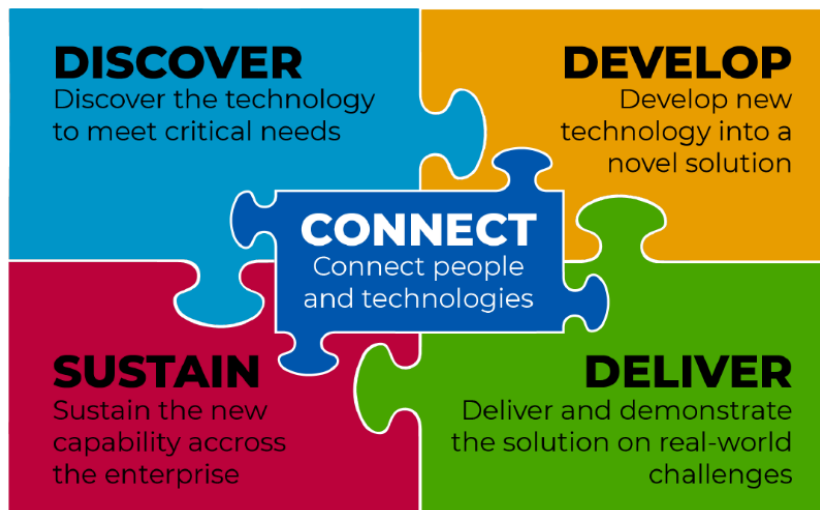 DISCOVER
Discover the technology
to meet critical needs
DEVELOP
Develop new
technology into a
novel solution
CONNECT
Connect people
and technologies
SUSTAIN
Sustain the new
capability accross
the enterprise
DELIVER
Deliver and demonstrate
the solution on real-world
challenges